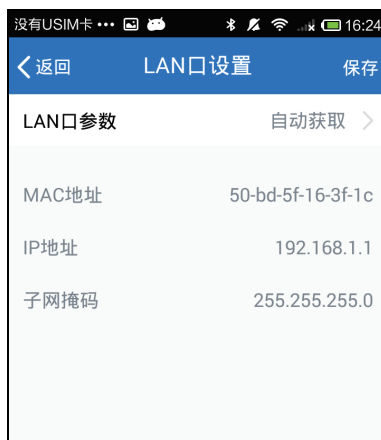 没有USIM卡 ••• 16:24
返回 LAN口设置 保存
LAN口参数 自动获取
MAC地址 50-bd-5f-16-3f-1c
IP地址 192.168.1.1
子网掩码 255.255.255.0